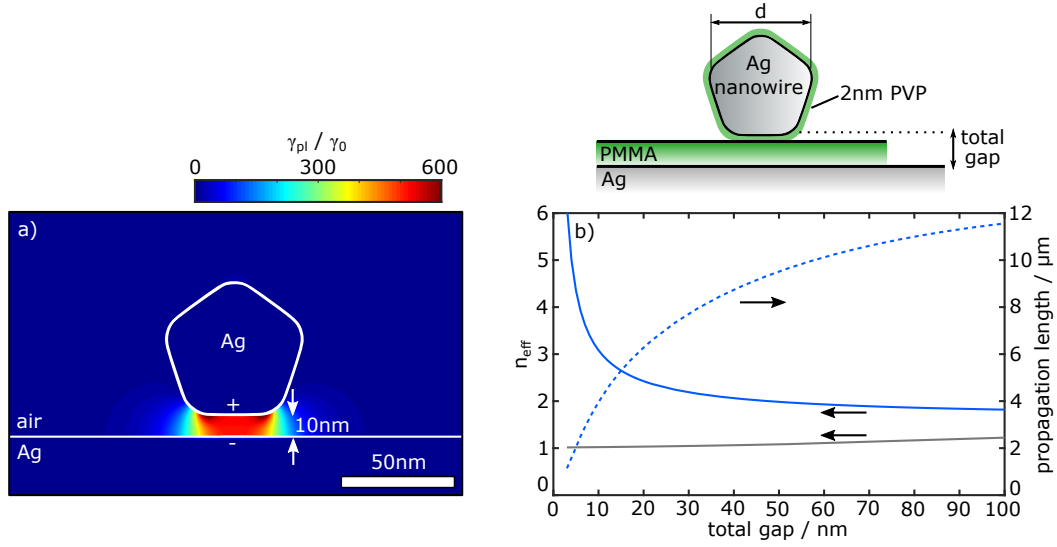 d
Ag
nanowire
2nm PVP
total
gap
PMMA
Ag
γpl / γ0
0 300 600
a)
Ag
+
air
10nm
-
Ag
50nm
b)
6
5
4
3
2
1
0
neff
12
10
8
6
4
2
0
propagation length / µm
0 10 20 30 40 50 60 70 80 90 100
total gap / nm